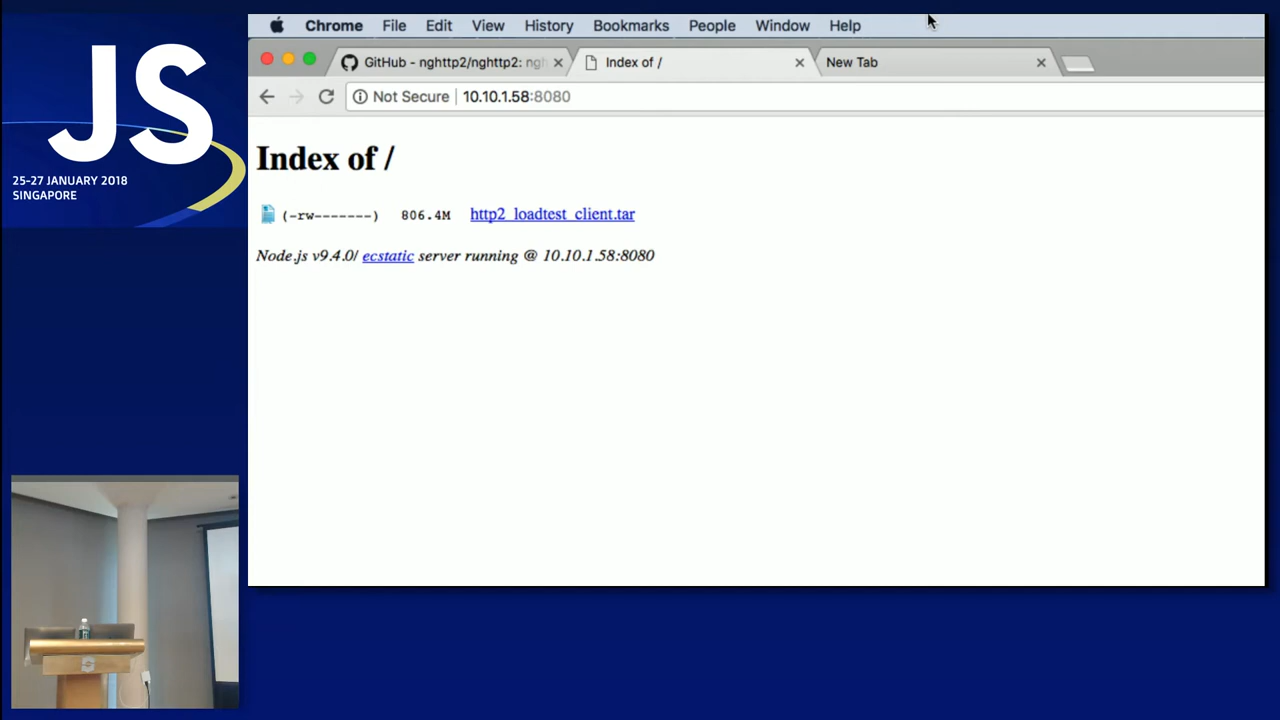 JS
25-27 JANUARY 2018
SINGAPORE
Chrome File Edit View History Bookmarks People Window Help
GitHub - nghttp2/nghttp2: ngh
Index of /
New Tab
Not Secure 10.10.1.58:8080
Index of /
(-rw-------) 806.4M http2_loadtest_client.tar
Node.js v9.4.0/ ecstatic server running @ 10.10.1.58:8080